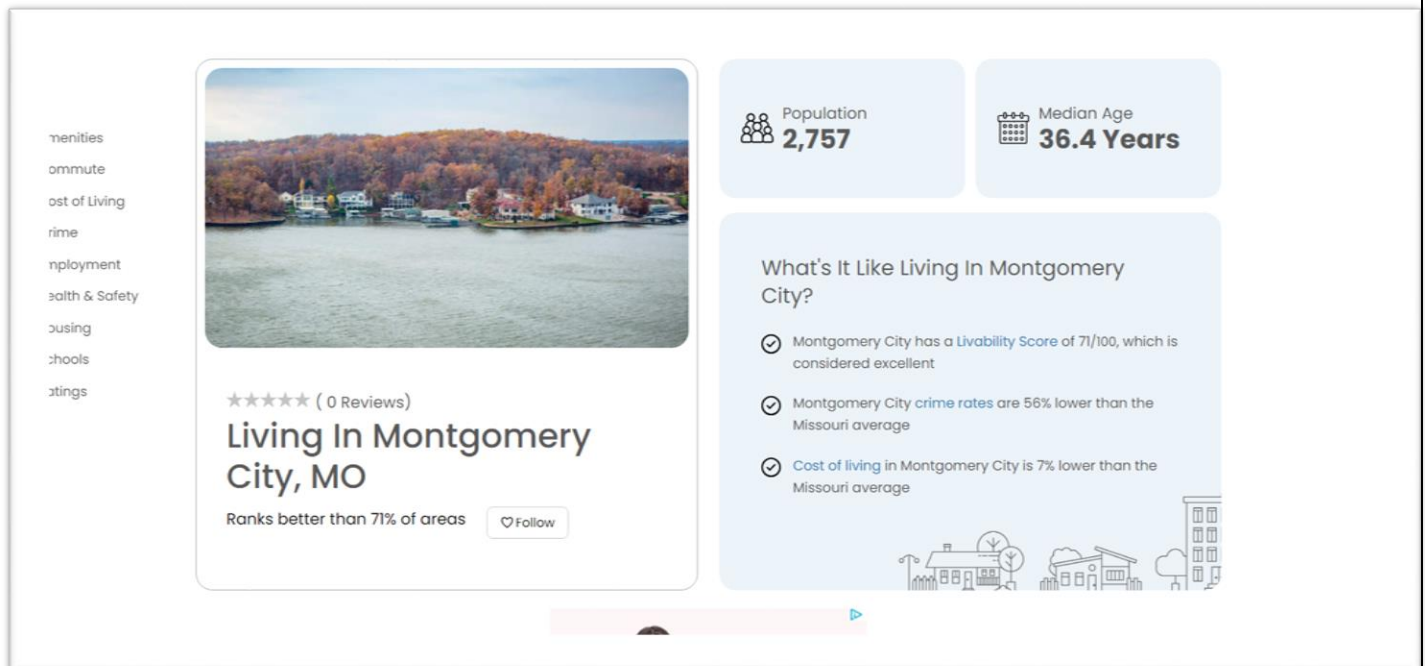 menities
ommute
ost of Living
rime
mployment
ealth & Safety
ousing
chools
atings
( 0 Reviews)
Living In Montgomery
City, MO
Ranks better than 71% of areas
Follow
Population
2,757
Median Age
36.4 Years
What's It Like Living In Montgomery
City?
Montgomery City has a Livability Score of 71/100, which is
considered excellent
Montgomery City crime rates are 56% lower than the
Missouri average
Cost of living in Montgomery City is 7% lower than the
Missouri average